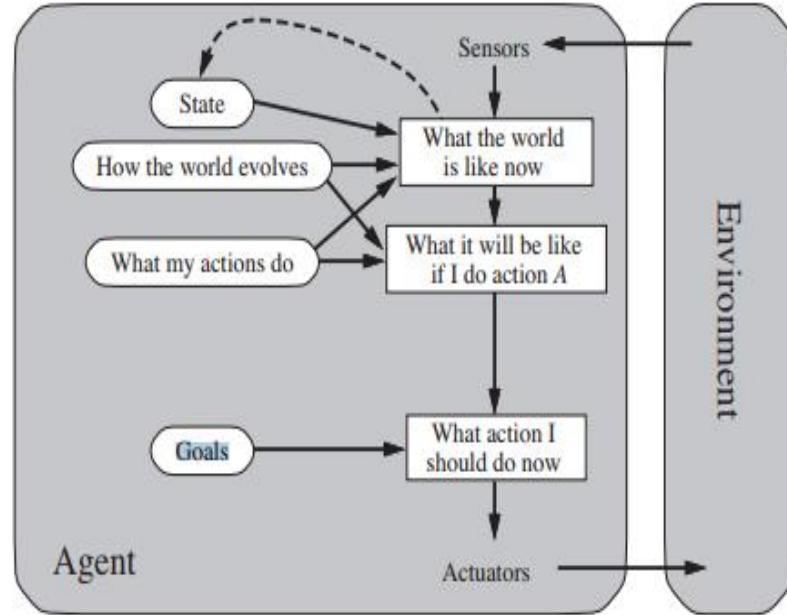 Sensors
State
What the world
is like now
How the world evolves
What it will be like
if I do action A
What my actions do
Goals
What action I
should do now
Agent
Actuators
Environment